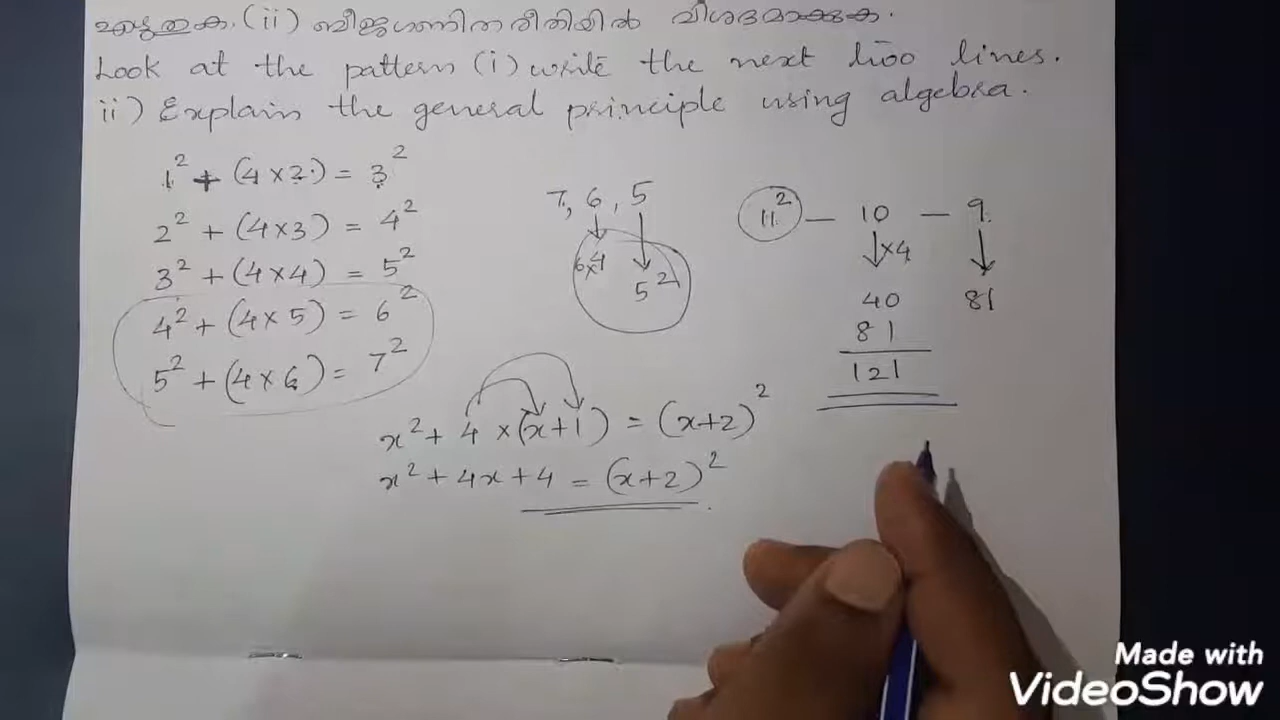 എഴുതുക. (ii) ബീജഗണിത രീതിയിൽ വിശദമാക്കുക.
Look at the pattern (i) write the next two lines.
ii) Explain the general principle using algebra.
1² + (4×2) = 3²
2² + (4×3) = 4²
3² + (4×4) = 5²
4² + (4×5) = 6²
5² + (4×6) = 7²
7, 6, 5
6×4
5²
11² — 10 — 9
×4
40 81
81
121
x² + 4 ×(x+1) = (x+2)²
x² + 4x + 4 = (x+2)²
Made with
VideoShow